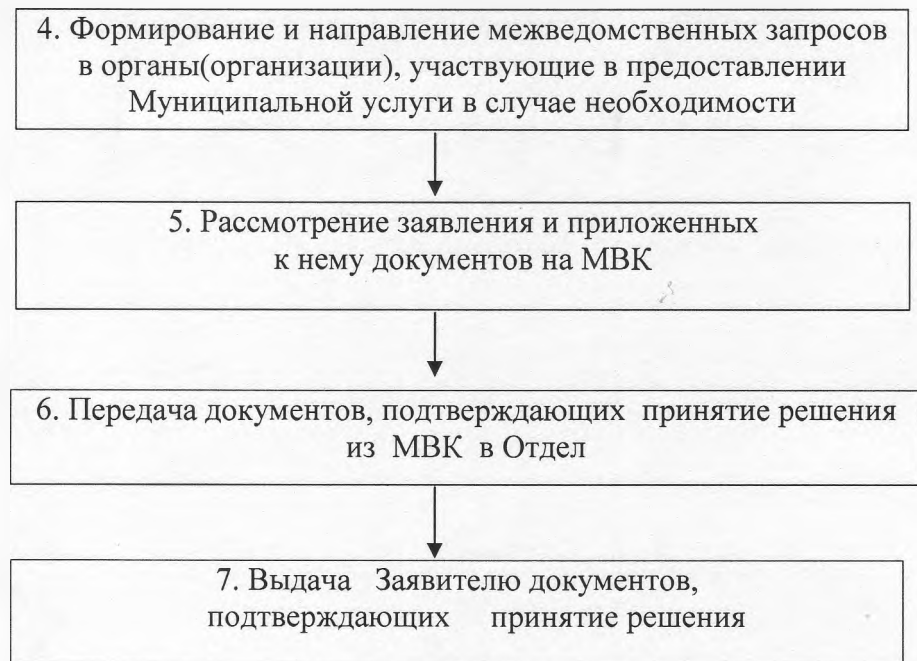 4. Формирование и направление межведомственных запросов
в органы(организации), участвующие в предоставлении
Муниципальной услуги в случае необходимости
5. Рассмотрение заявления и приложенных
к нему документов на МВК
6. Передача документов, подтверждающих принятие решения
из МВК в Отдел
7. Выдача Заявителю документов,
подтверждающих принятие решения